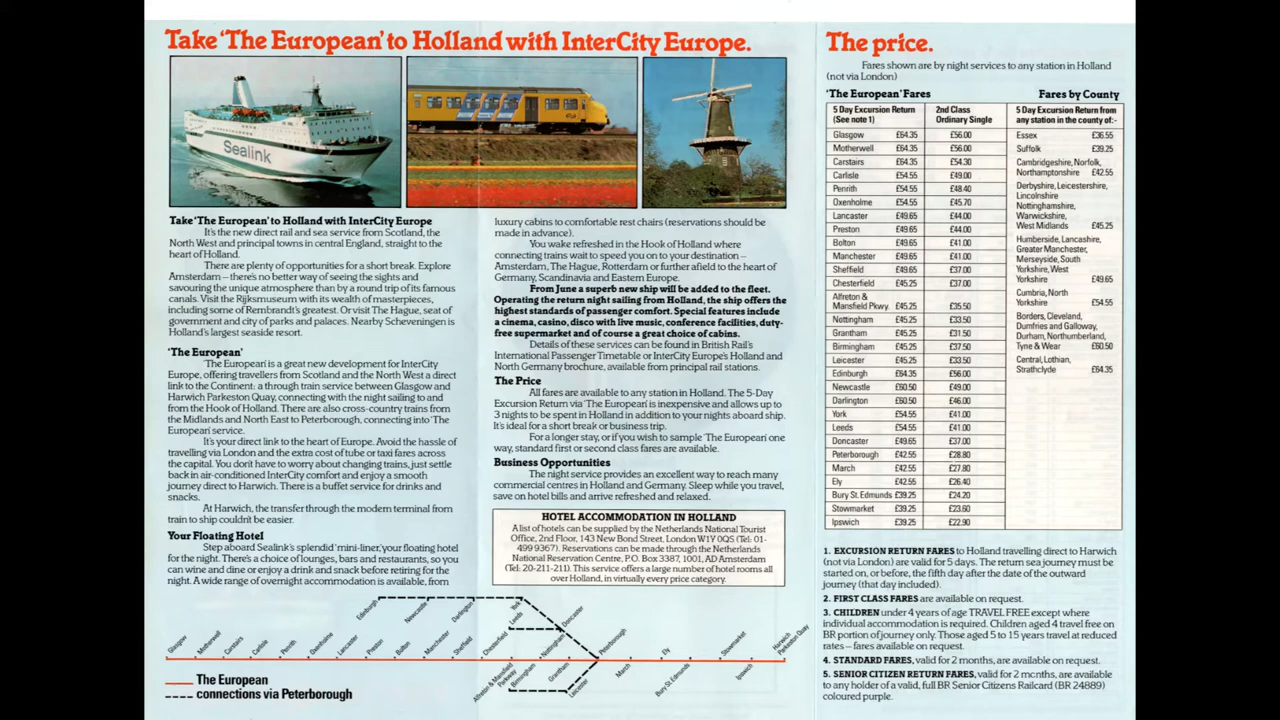 Take 'The European' to Holland with InterCity Europe.
Sealink
Take 'The European' to Holland with InterCity Europe
It's the new direct rail and sea service from Scotland, the
North West and principal towns in central England, straight to the
heart of Holland.
There are plenty of opportunities for a short break. Explore
Amsterdam – there's no better way of seeing the sights and
savouring the unique atmosphere than by a round trip of its famous
canals. Visit the Rijksmuseum with its wealth of masterpieces,
including some of Rembrandt's greatest. Or visit The Hague, seat of
government and city of parks and palaces. Nearby Scheveningen is
Holland's largest seaside resort.
'The European'
The European is a great new development for InterCity
Europe, offering travellers from Scotland and the North West a direct
link to the Continent: a through train service between Glasgow and
Harwich Parkeston Quay, connecting with the night sailing to and
from the Hook of Holland. There are also cross-country trains from
the Midlands and North East to Peterborough, connecting into 'The
European' service.
It's your direct link to the heart of Europe. Avoid the hassle of
travelling via London and the extra cost of tube or taxi fares across
the capital. You don't have to worry about changing trains, just settle
back in air-conditioned InterCity comfort and enjoy a smooth
journey direct to Harwich. There is a buffet service for drinks and
snacks.
At Harwich, the transfer through the modern terminal from
train to ship couldn't be easier.
Your Floating Hotel
Step aboard Sealink's splendid 'mini-liner,' your floating hotel
for the night. There's a choice of lounges, bars and restaurants, so you
can wine and dine or enjoy a drink and snack before retiring for the
night. A wide range of overnight accommodation is available, from
luxury cabins to comfortable rest chairs (reservations should be
made in advance).
You wake refreshed in the Hook of Holland where
connecting trains wait to speed you on to your destination –
Amsterdam, The Hague, Rotterdam or further afield to the heart of
Germany, Scandinavia and Eastern Europe.
From June a superb new ship will be added to the fleet.
Operating the return night sailing from Holland, the ship offers the
highest standards of passenger comfort. Special features include
a cinema, casino, disco with live music, conference facilities, duty-
free supermarket and of course a great choice of cabins.
Details of these services can be found in British Rail's
International Passenger Timetable or InterCity Europe's Holland and
North Germany brochure, available from principal rail stations.
The Price
All fares are available to any station in Holland. The 5-Day
Excursion Return via 'The European' is inexpensive and allows up to
3 nights to be spent in Holland in addition to your nights aboard ship.
It's ideal for a short break or business trip.
For a longer stay, or if you wish to sample 'The European' one
way, standard first or second class fares are available.
Business Opportunities
The night service provides an excellent way to reach many
commercial centres in Holland and Germany. Sleep while you travel,
save on hotel bills and arrive refreshed and relaxed.
HOTEL ACCOMMODATION IN HOLLAND
A list of hotels can be supplied by the Netherlands National Tourist
Office, 2nd Floor, 143 New Bond Street, London W1Y 0QS (Tel: 01-
499 9367). Reservations can be made through the Netherlands
National Reservation Centre, P.O. Box 3387, 1001, AD Amsterdam
(Tel: 20-211-211). This service offers a large number of hotel rooms all
over Holland, in virtually every price category.
Edinburgh Newcastle Darlington York Leeds Doncaster
Glasgow Motherwell Carstairs Carlisle Penrith Oxenholme Lancaster Preston Bolton Manchester Sheffield Chesterfield Nottingham Peterborough Ely Stowmarket Harwich Parkeston Quay
Alfreton & Mansfield Parkway Birmingham Grantham Leicester March Bury St. Edmunds Ipswich
The European
connections via Peterborough
The price.
Fares shown are by night services to any station in Holland
(not via London)
'The European' Fares
5 Day Excursion Return (See note 1) 2nd Class Ordinary Single
Glasgow £64.35 £56.00
Motherwell £64.35 £56.00
Carstairs £64.35 £54.30
Carlisle £54.55 £49.00
Penrith £54.55 £48.40
Oxenholme £54.55 £45.70
Lancaster £49.65 £44.00
Preston £49.65 £44.00
Bolton £49.65 £41.00
Manchester £49.65 £41.00
Sheffield £49.65 £37.00
Chesterfield £49.65 £37.00
Alfreton &
Mansfield Pkwy £45.25 £35.50
Nottingham £45.25 £33.50
Grantham £45.25 £31.50
Birmingham £45.25 £37.50
Leicester £45.25 £33.50
Edinburgh £64.35 £56.00
Newcastle £60.50 £49.00
Darlington £60.50 £46.00
York £54.55 £41.00
Leeds £54.55 £41.00
Doncaster £49.65 £37.00
Peterborough £42.55 £28.80
March £42.55 £27.80
Ely £42.55 £26.40
Bury St. Edmunds £39.25 £24.20
Stowmarket £39.25 £23.60
Ipswich £39.25 £22.90
Fares by County
5 Day Excursion Return from
any station in the county of:-
Essex £36.55
Suffolk £39.25
Cambridgeshire, Norfolk,
Northamptonshire £42.55
Derbyshire, Leicestershire,
Lincolnshire
Nottinghamshire,
Warwickshire,
West Midlands £45.25
Humberside, Lancashire,
Greater Manchester,
Merseyside, South
Yorkshire, West
Yorkshire £49.65
Cumbria, North
Yorkshire £54.55
Borders, Cleveland,
Dumfries and Galloway,
Durham, Northumberland,
Tyne & Wear £60.50
Central, Lothian,
Strathclyde £64.35
1. EXCURSION RETURN FARES to Holland travelling direct to Harwich
(not via London) are valid for 5 days. The return sea journey must be
started on, or before, the fifth day after the date of the outward
journey (that day included).
2. FIRST CLASS FARES are available on request.
3. CHILDREN under 4 years of age TRAVEL FREE except where
individual accommodation is required. Children aged 4 travel free on
BR portion of journey only. Those aged 5 to 15 years travel at reduced
rates – fares available on request.
4. STANDARD FARES, valid for 2 months, are available on request.
5. SENIOR CITIZEN RETURN FARES, valid for 2 months, are available
to any holder of a valid, full BR Senior Citizens Railcard (BR 24889)
coloured purple.